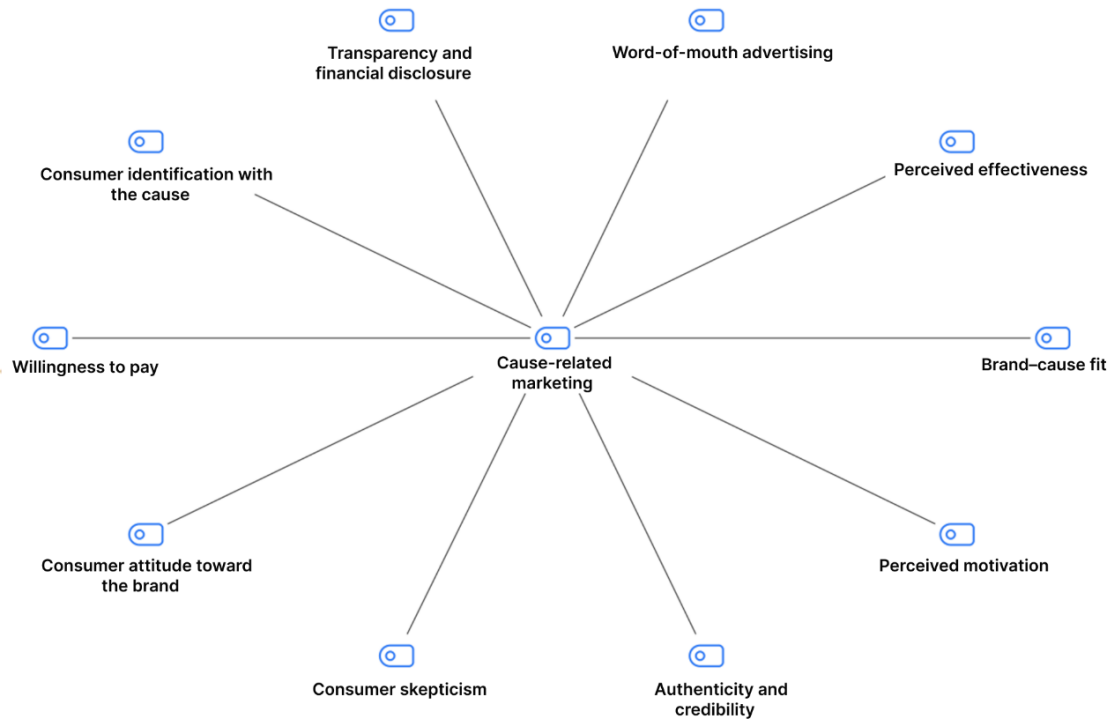 Transparency and
financial disclosure
Word-of-mouth advertising
Consumer identification with
the cause
Perceived effectiveness
Willingness to pay
Cause-related
marketing
Brand–cause fit
Consumer attitude toward
the brand
Perceived motivation
Consumer skepticism
Authenticity and
credibility